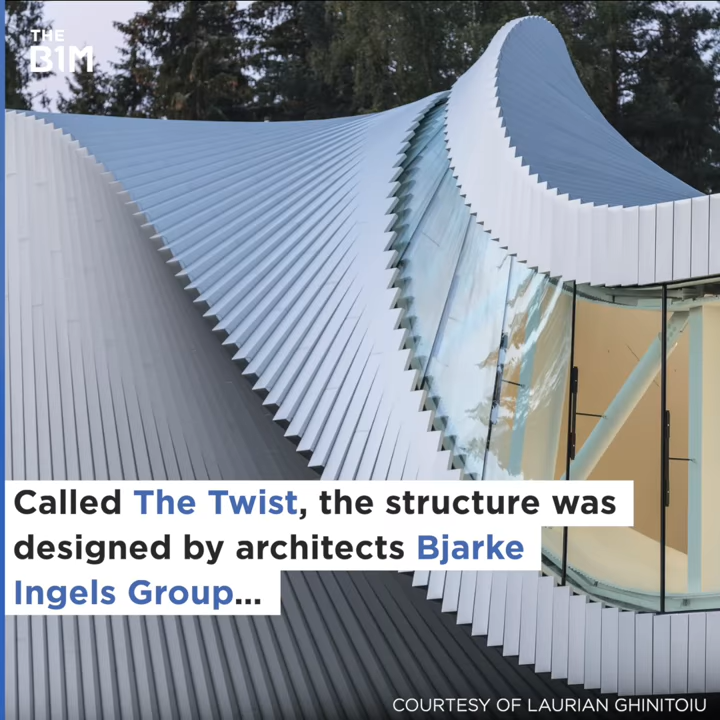 THE
B1M
Called The Twist, the structure was
designed by architects Bjarke
Ingels Group...
COURTESY OF LAURIAN GHINITOIU